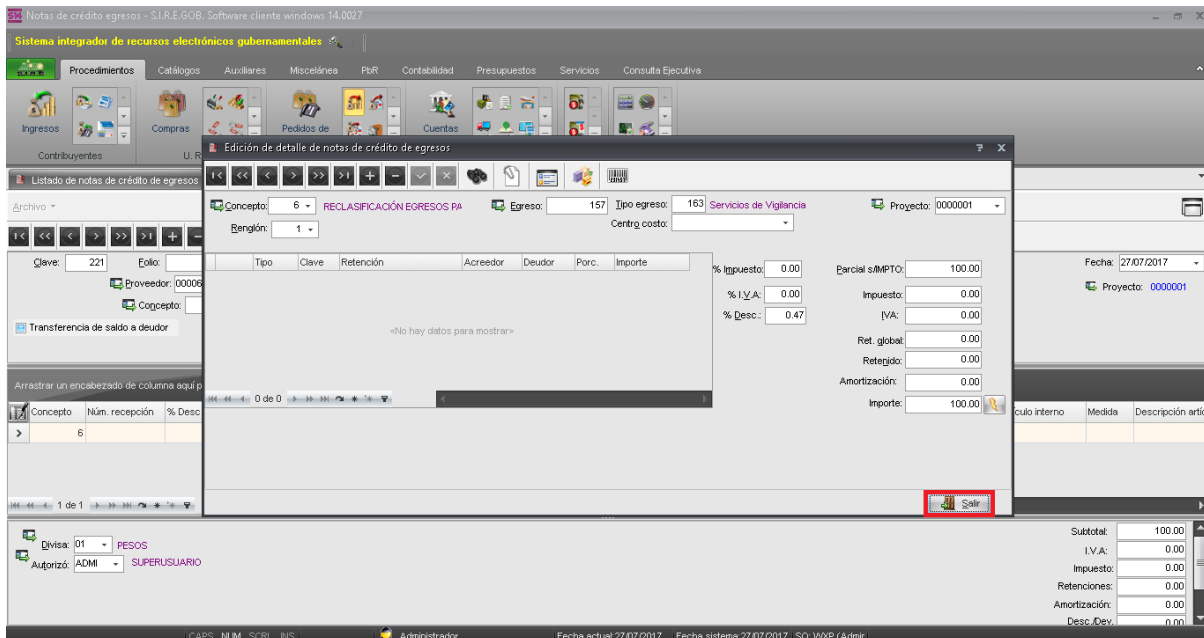 Notas de crédito egresos - S.I.R.E.GOB. Software cliente windows 14.0027
Sistema integrador de recursos electrónicos gubernamentales
Procedimientos Catálogos Auxiliares Miscelánea PbR Contabilidad Presupuestos Servicios Consulta Ejecutiva
Ingresos Compras Pedidos de Cuentas
Contribuyentes U. R
Edición de detalle de notas de crédito de egresos
Listado de notas de crédito de egresos
Archivo
Concepto: 6 RECLASIFICACIÓN EGRESOS PA Egreso: 157 Tipo egreso: 163 Servicios de Vigilancia Proyecto: 0000001
Renglón: 1 Centro costo:
Clave: 221 Folio: Fecha: 27/07/2017
Proveedor: 00006 Proyecto: 0000001
Concepto:
Transferencia de saldo a deudor
Tipo Clave Retención Acreedor Deudor Porc. Importe
<No hay datos para mostrar>
0 de 0
% Impuesto: 0.00 Parcial s/IMPTO: 100.00
% I.V.A: 0.00 Impuesto: 0.00
% Desc.: 0.47 IVA: 0.00
Ret. global: 0.00
Retenido: 0.00
Amortización: 0.00
Importe: 100.00
Salir
Arrastrar un encabezado de columna aquí p
Concepto Núm. recepción % Desc ículo interno Medida Descripción artíc
6
1 de 1
Divisa: 01 PESOS
Autorizó: ADMI SUPERUSUARIO
Subtotal: 100.00
I.V.A: 0.00
Impuesto: 0.00
Retenciones: 0.00
Amortización: 0.00
Desc./Dev. 0.00
CAPS NUM SCRL INS Administrador Fecha actual:27/07/2017 Fecha sistema:27/07/2017 SO: WXP (Admir